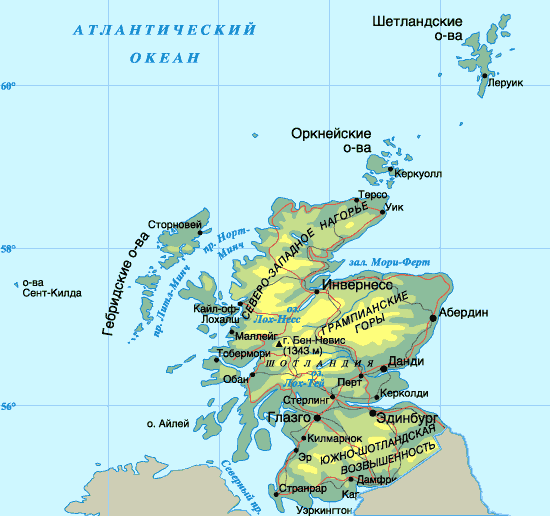 АТЛАНТИЧЕСКИЙ
ОКЕАН
Шетландские
о-ва
60°
Леруик
Оркнейские
о-ва
Керкуолл
Терсо
Уик
Сторновей
пр. Норт-
Минч
СЕВЕРО-ЗАПАДНОЕ НАГОРЬЕ
58°
зал. Мори-Ферт
Гебридские о-ва
пр. Литл-Минч
о-ва
Сент-Килда
Инвернесс
Кайл-оф-
Лохалш
оз.
Лох-Несс
ГРАМПИАНСКИЕ
ГОРЫ
Абердин
Маллейг
г. Бен-Невис
(1343 м)
Тобермори
ШОТЛАНДИЯ
Данди
Обан
оз.
Лох-Тей
Перт
56°
Стерлинг
Керколди
о. Айлей
Глазго
Эдинбург
Килмарнок
Эр
ЮЖНО-ШОТЛАНДСКАЯ
ВОЗВЫШЕННОСТЬ
Северный пр.
Странрар
Дамфри
Каг
Уэркингтон